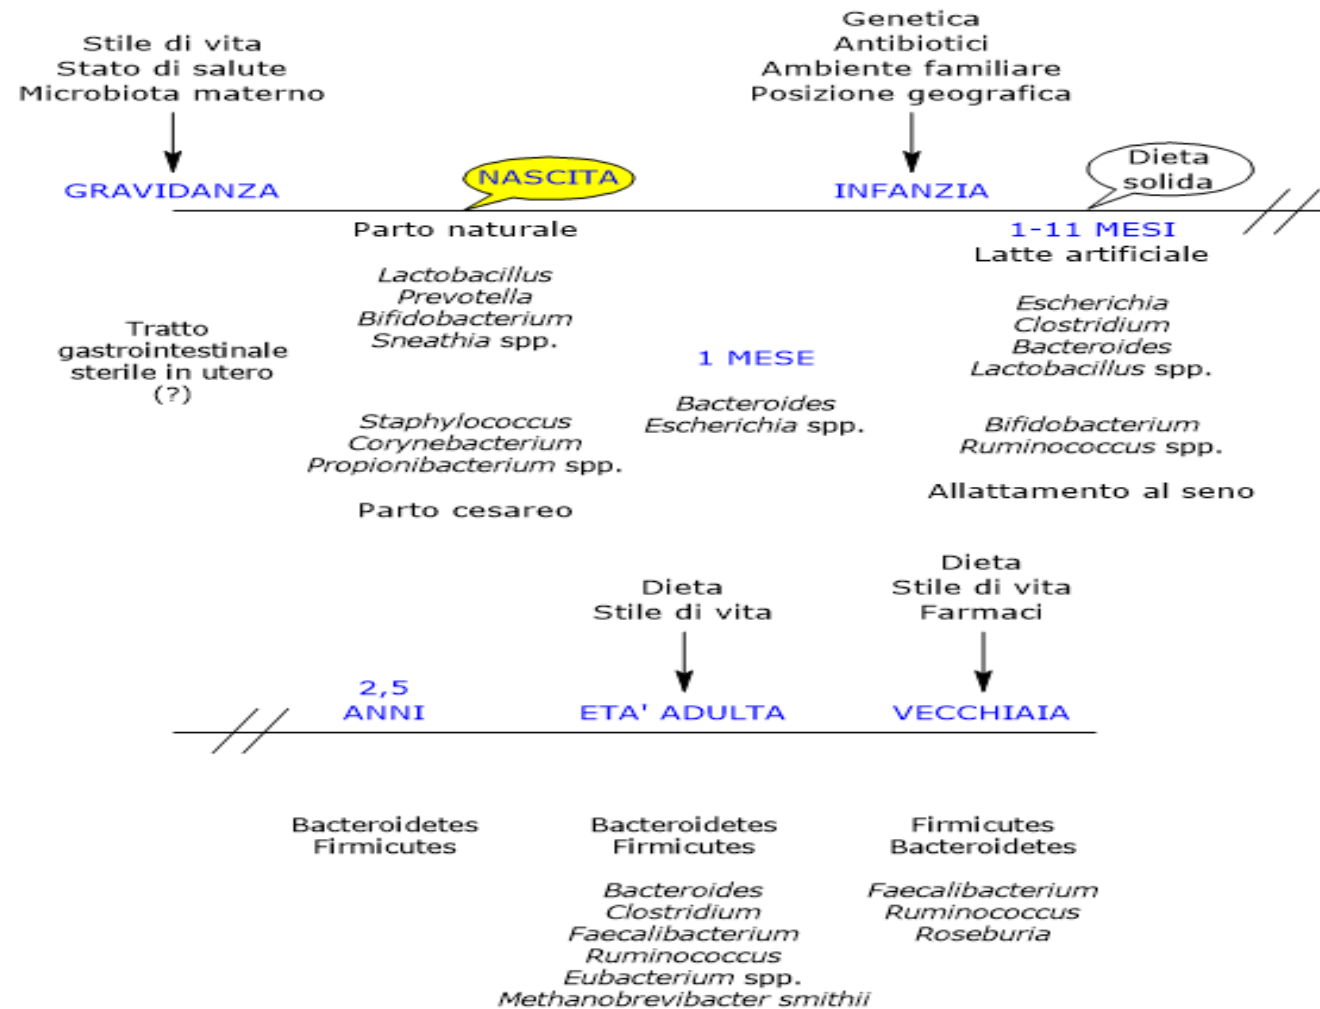 Stile di vita
Stato di salute
Microbiota materno
Genetica
Antibiotici
Ambiente familiare
Posizione geografica
GRAVIDANZA
NASCITA
INFANZIA
Dieta
solida
Parto naturale
Lactobacillus
Prevotella
Bifidobacterium
Sneathia spp.
Tratto
gastrointestinale
sterile in utero
(?)
Staphylococcus
Corynebacterium
Propionibacterium spp.
Parto cesareo
1 MESE
Bacteroides
Escherichia spp.
1-11 MESI
Latte artificiale
Escherichia
Clostridium
Bacteroides
Lactobacillus spp.
Bifidobacterium
Ruminococcus spp.
Allattamento al seno
Dieta
Stile di vita
Dieta
Stile di vita
Farmaci
2,5
ANNI
ETA' ADULTA
VECCHIAIA
Bacteroidetes
Firmicutes
Bacteroidetes
Firmicutes
Bacteroides
Clostridium
Faecalibacterium
Ruminococcus
Eubacterium spp.
Methanobrevibacter smithii
Firmicutes
Bacteroidetes
Faecalibacterium
Ruminococcus
Roseburia